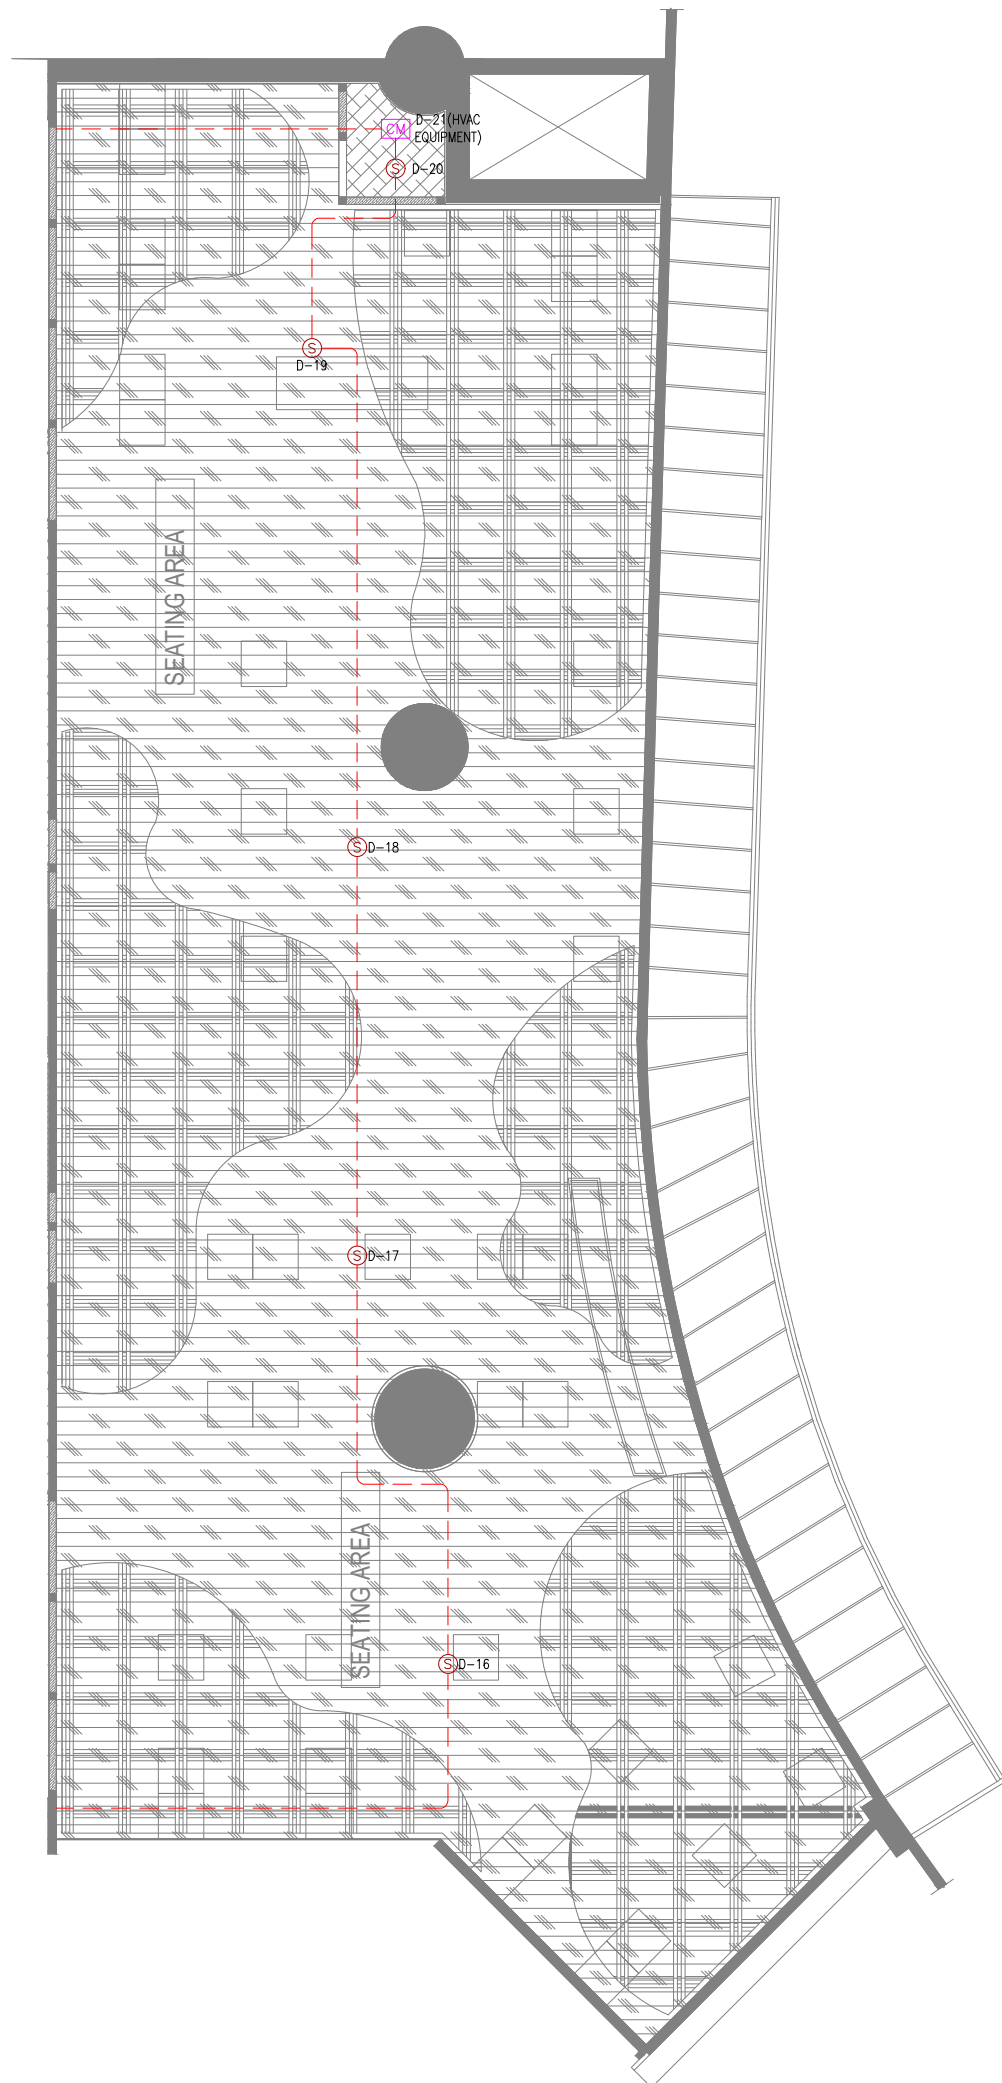 D-21(HVAC
EQUIPMENT)
CM
S D-20
S
D-19
SEATING AREA
S D-18
S D-17
SEATING AREA
S D-16